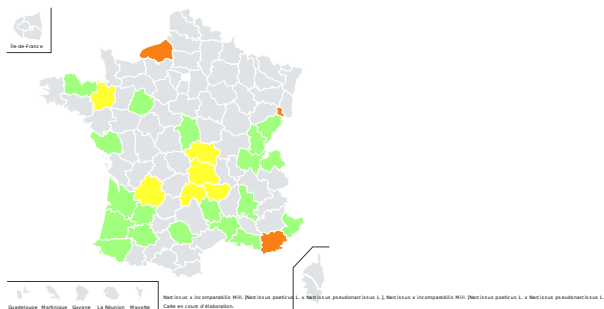 Île-de-France
Guadeloupe Martinique Guyane La Réunion Mayotte
Narcissus x incomparabilis Mill. [Narcissus poeticus L. x Narcissus pseudonarcissus L.], Narcissus x incomparabilis Mill. [Narcissus poeticus L. x Narcissus pseudonarcissus L.
Carte en cours d'élaboration.